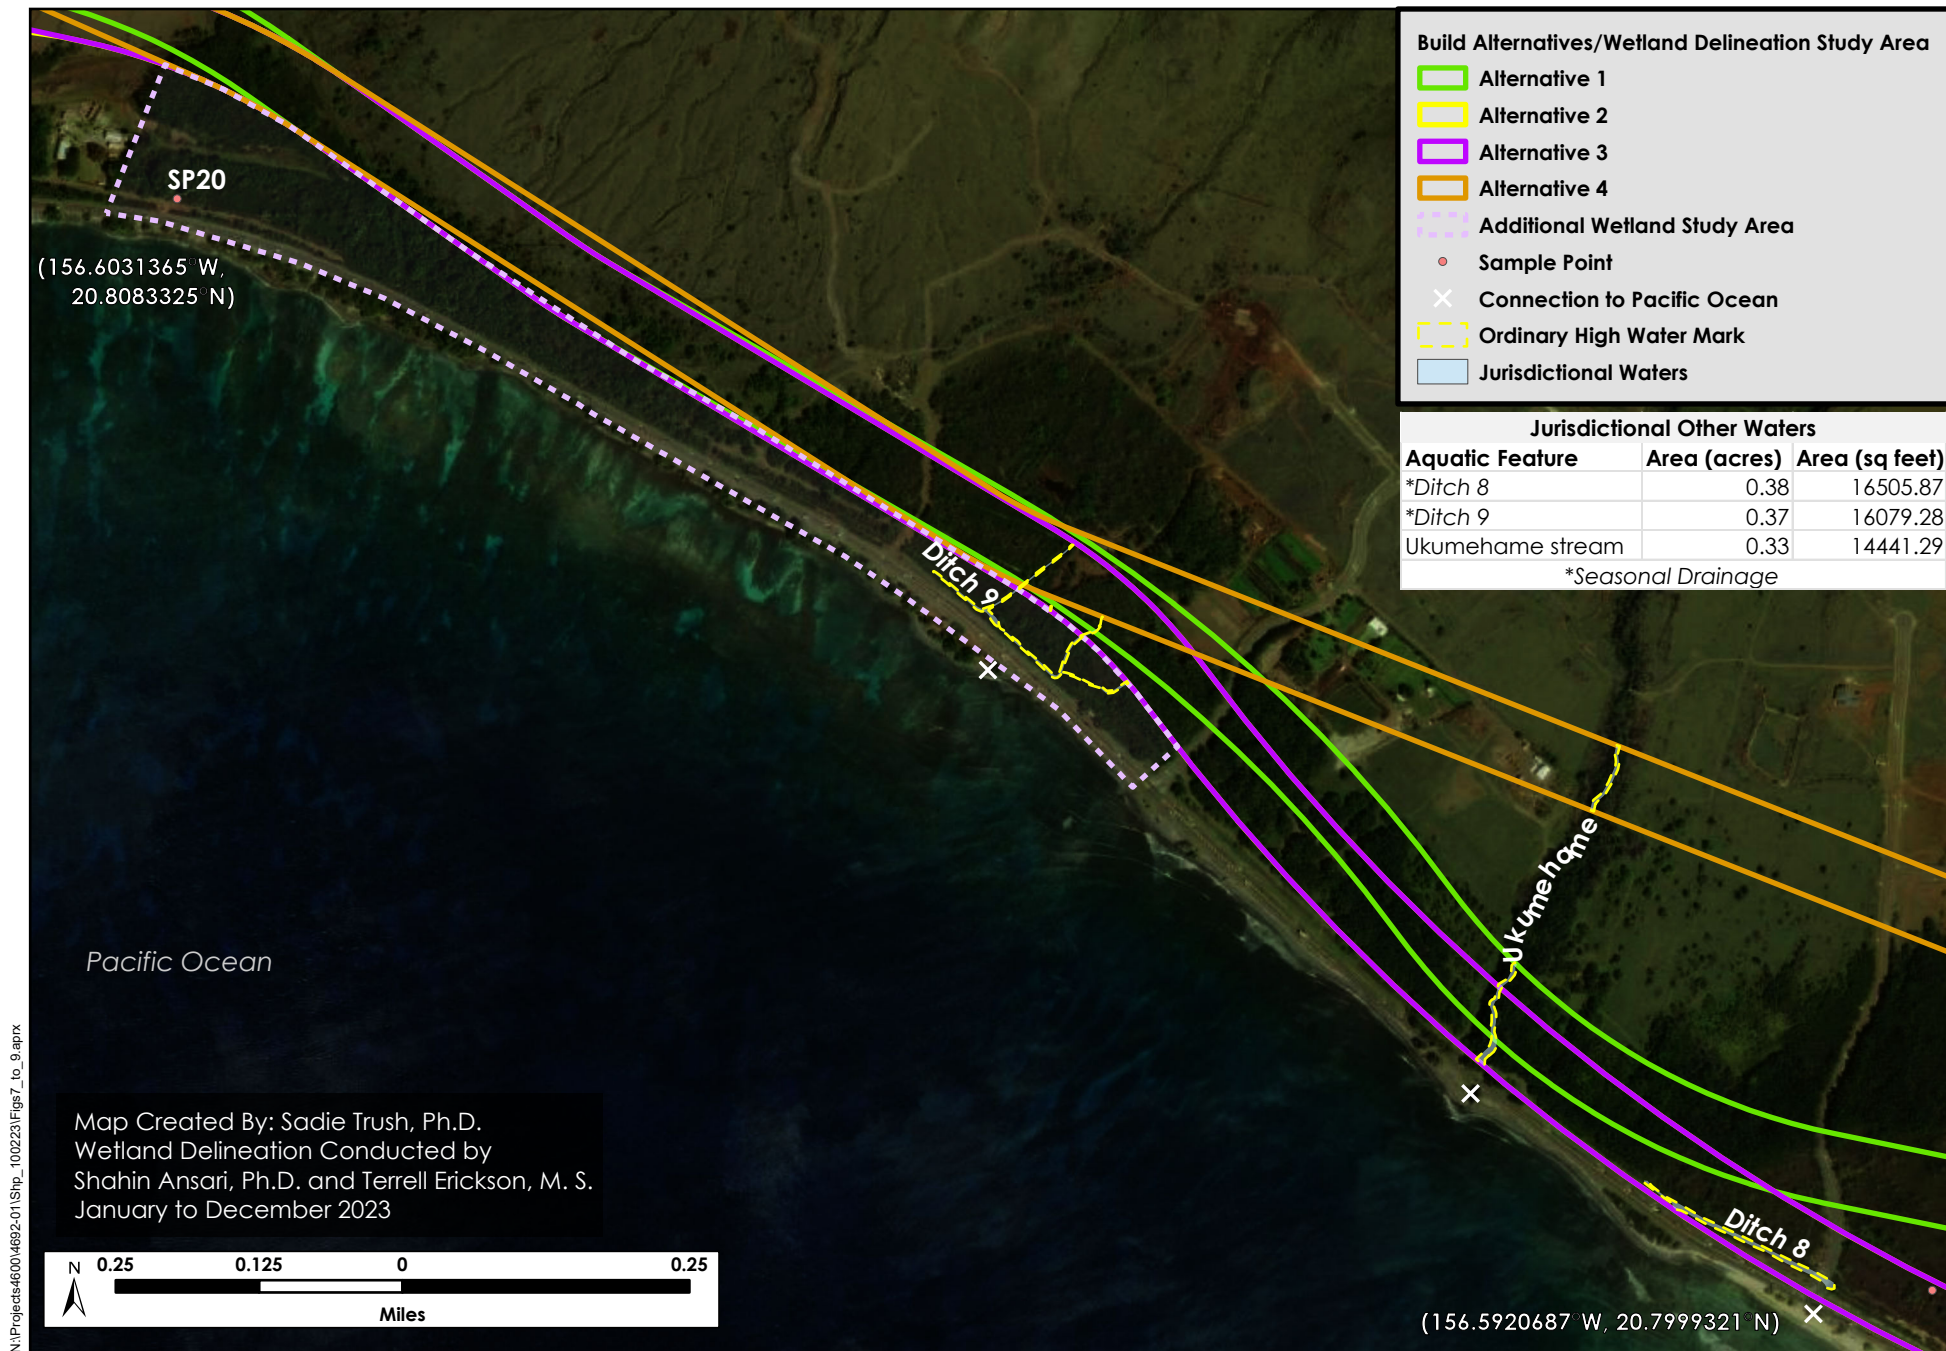 Build Alternatives/Wetland Delineation Study Area
Alternative 1
Alternative 2
Alternative 3
Alternative 4
Additional Wetland Study Area
Sample Point
Connection to Pacific Ocean
Ordinary High Water Mark
Jurisdictional Waters
Jurisdictional Other Waters
Aquatic Feature Area (acres) Area (sq feet)
*Ditch 8 0.38 16505.87
*Ditch 9 0.37 16079.28
Ukumehame stream 0.33 14441.29
*Seasonal Drainage
SP20
(156.6031365°W,
20.8083325°N)
Ditch 9
Ukumehame
Ditch 8
(156.5920687°W, 20.7999321°N)
Pacific Ocean
Map Created By: Sadie Trush, Ph.D.
Wetland Delineation Conducted by
Shahin Ansari, Ph.D. and Terrell Erickson, M. S.
January to December 2023
N 0.25 0.125 0 0.25
Miles
N:\Projects4600\4692-01\Shp_100223\Figs7_to_9.aprx